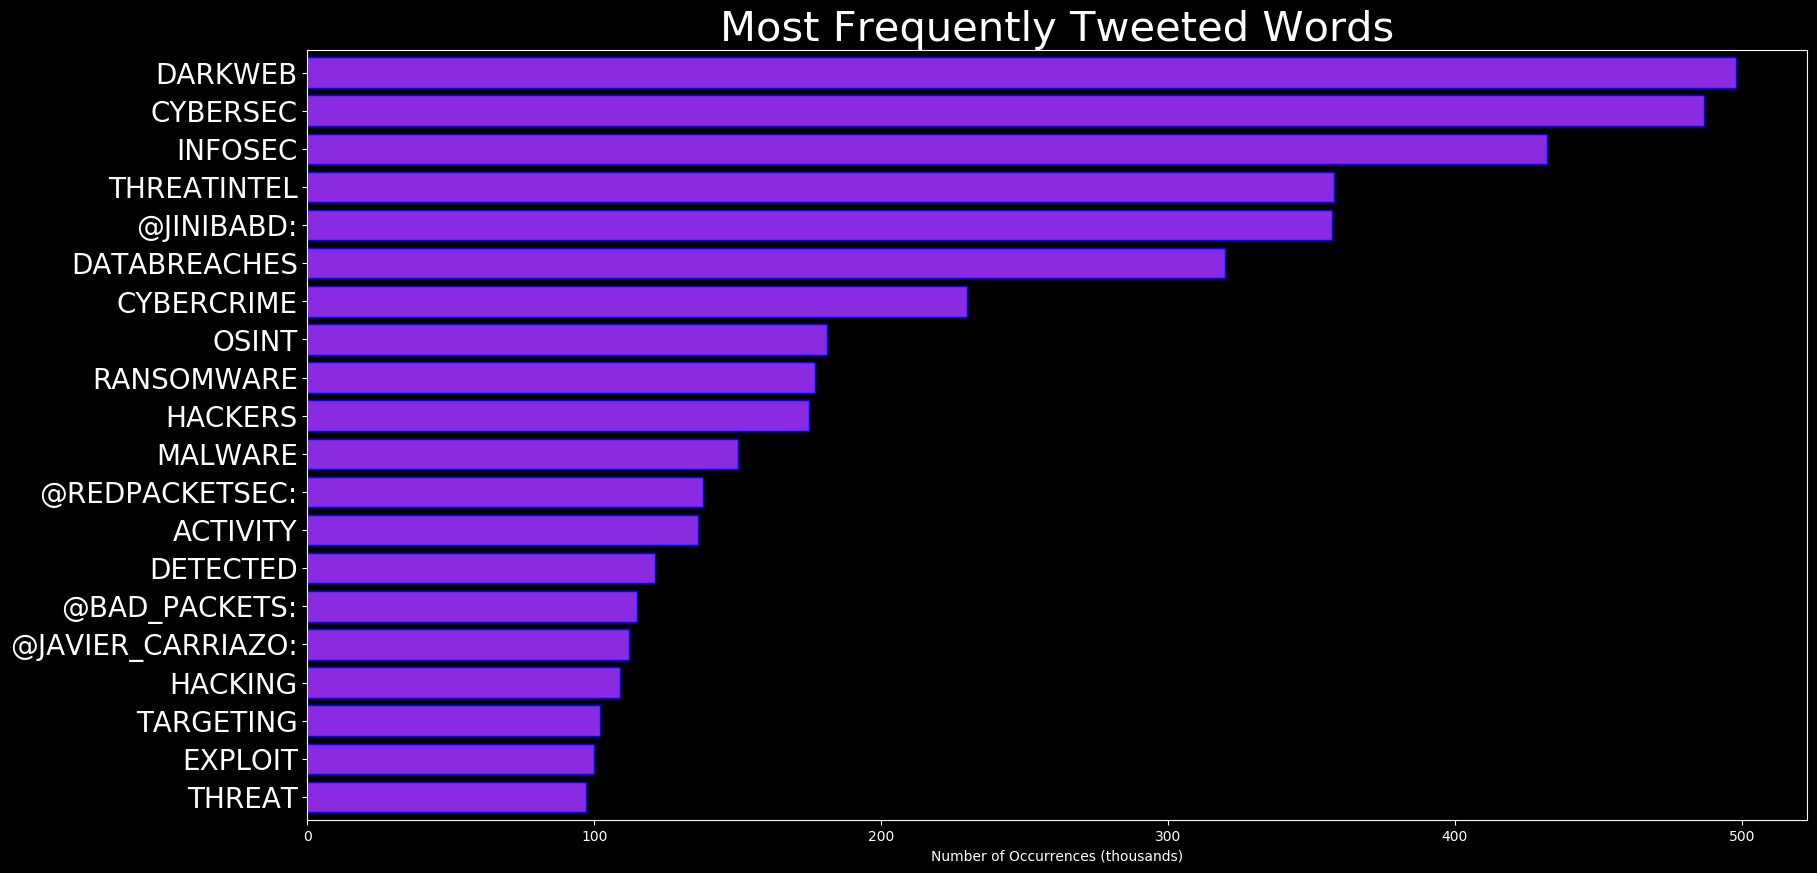 Most Frequently Tweeted Words
DARKWEB
CYBERSEC
INFOSEC
THREATINTEL
@JINIBABD:
DATABREACHES
CYBERCRIME
OSINT
RANSOMWARE
HACKERS
MALWARE
@REDPACKETSEC:
ACTIVITY
DETECTED
@BAD_PACKETS:
@JAVIER_CARRIAZO:
HACKING
TARGETING
EXPLOIT
THREAT
0 100 200 300 400 500
Number of Occurrences (thousands)